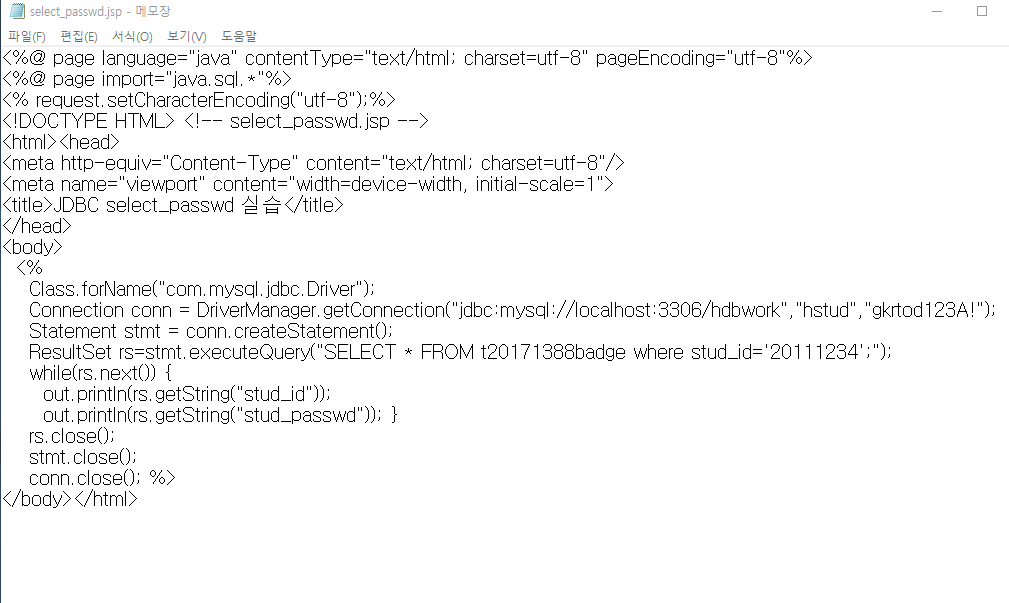 select_passwd.jsp - 메모장
파일(F) 편집(E) 서식(O) 보기(V) 도움말
<%@ page language="java" contentType="text/html; charset=utf-8" pageEncoding="utf-8"%>
<%@ page import="java.sql.*"%>
<% request.setCharacterEncoding("utf-8");%>
<!DOCTYPE HTML> <!-- select_passwd.jsp -->
<html><head>
<meta http-equiv="Content-Type" content="text/html; charset=utf-8"/>
<meta name="viewport" content="width=device-width, initial-scale=1">
<title>JDBC select_passwd 실습</title>
</head>
<body>
<%
Class.forName("com.mysql.jdbc.Driver");
Connection conn = DriverManager.getConnection("jdbc:mysql://localhost:3306/hdbwork","hstud","gkrtod123A!");
Statement stmt = conn.createStatement();
ResultSet rs=stmt.executeQuery("SELECT * FROM t20171388badge where stud_id='20111234';");
while(rs.next()) {
out.println(rs.getString("stud_id"));
out.println(rs.getString("stud_passwd")); }
rs.close();
stmt.close();
conn.close(); %>
</body></html>